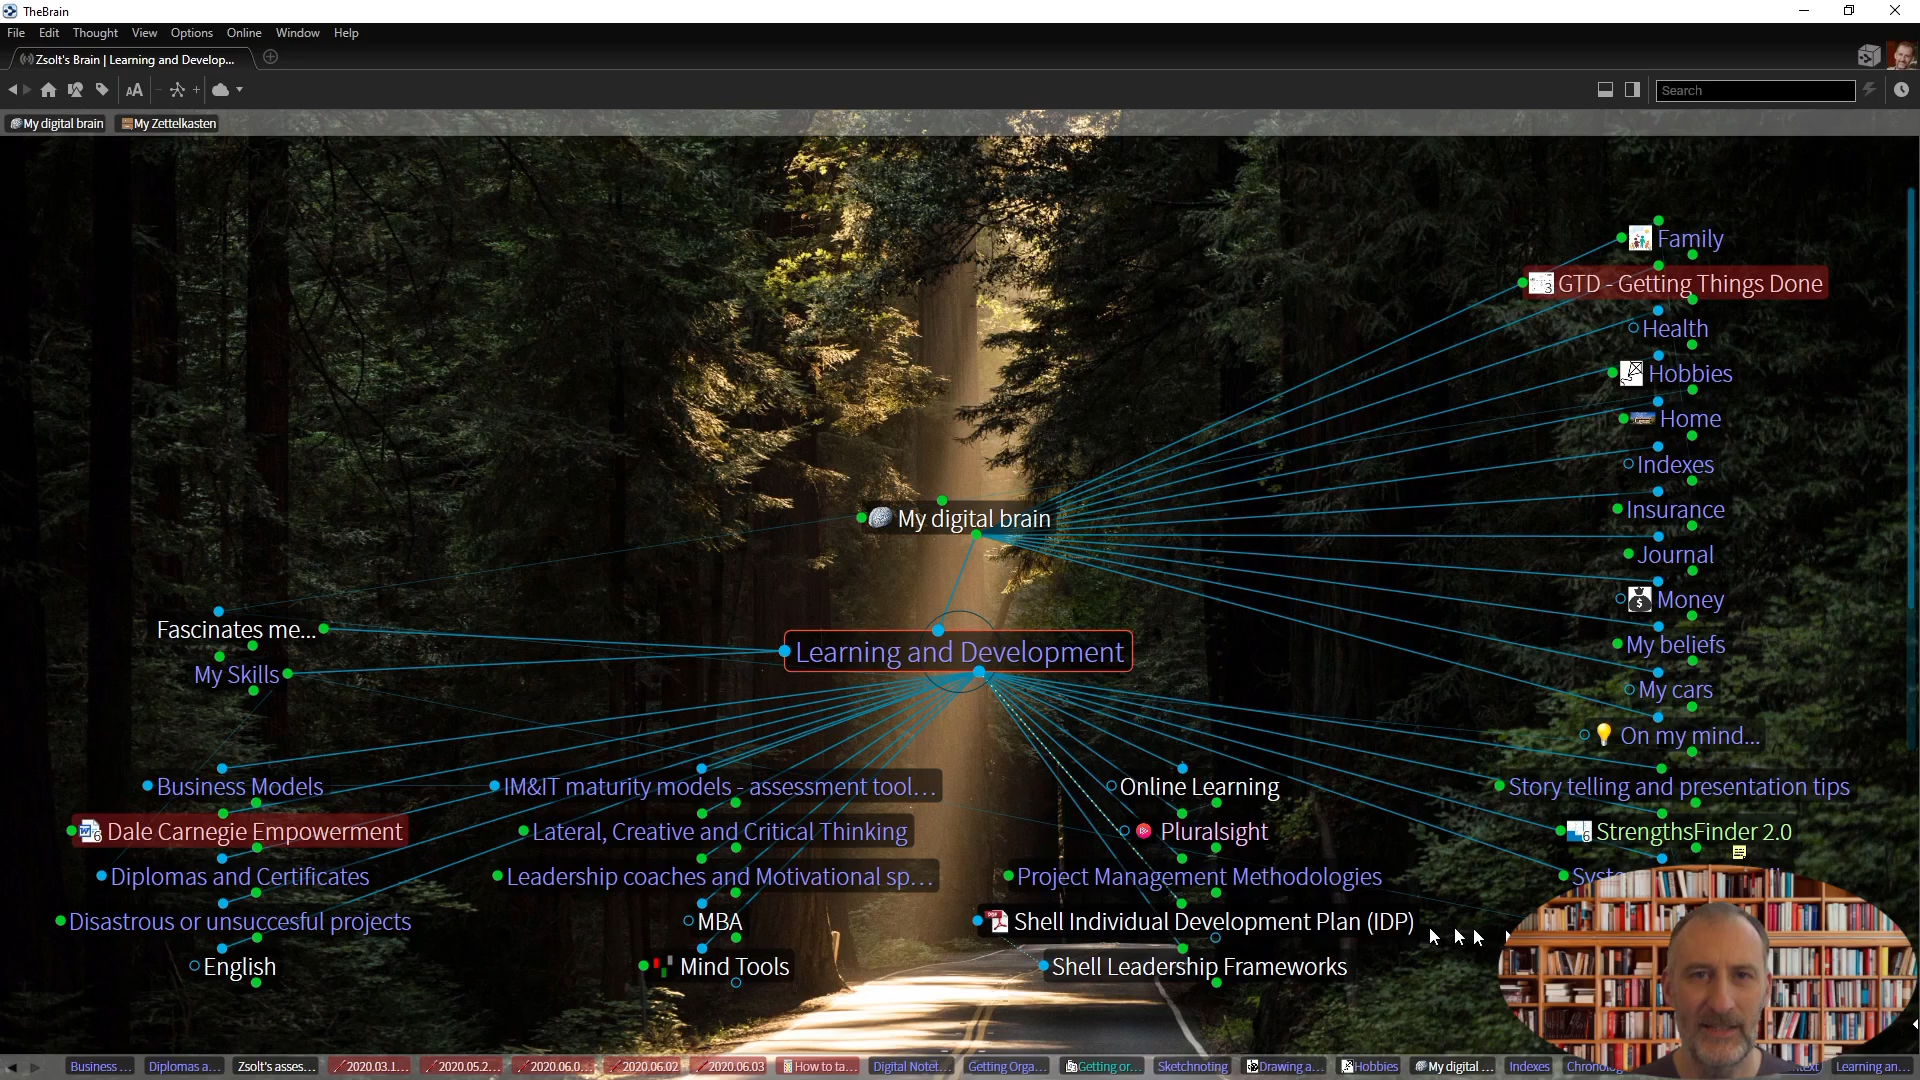 TheBrain
File Edit Thought View Options Online Window Help
Zsolt's Brain | Learning and Develop...
AA
Search
My digital brain
My Zettelkasten
Family
GTD - Getting Things Done
Health
Hobbies
Home
Indexes
Insurance
My digital brain
Journal
Money
Fascinates me...
My beliefs
Learning and Development
My Skills
My cars
On my mind...
Business Models
IM&IT maturity models - assessment tool...
Online Learning
Story telling and presentation tips
Dale Carnegie Empowerment
Lateral, Creative and Critical Thinking
Pluralsight
StrengthsFinder 2.0
Diplomas and Certificates
Leadership coaches and Motivational sp...
Project Management Methodologies
Disastrous or unsuccesful projects
MBA
Shell Individual Development Plan (IDP)
English
Mind Tools
Shell Leadership Frameworks
Business ... Diplomas a... Zsolt's asses... 2020.03.1... 2020.05.2... 2020.06.0... 2020.06.02 2020.06.03 How to ta... Digital Notet... Getting Orga... Getting or... Sketchnoting Drawing a... Hobbies My digital ... Indexes Learning an...